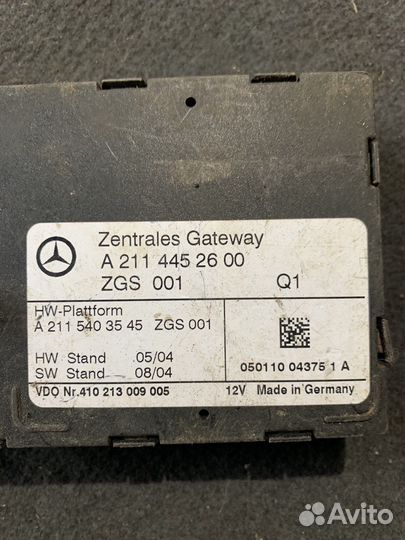 Zentrales Gateway
A 211 445 26 00
ZGS 001 Q1
HW-Plattform
A 211 540 35 45 ZGS 001
HW Stand 05/04
SW Stand 08/04
050110 04375 1 A
VDO Nr.410 213 009 005 12V Made in Germany
Avito